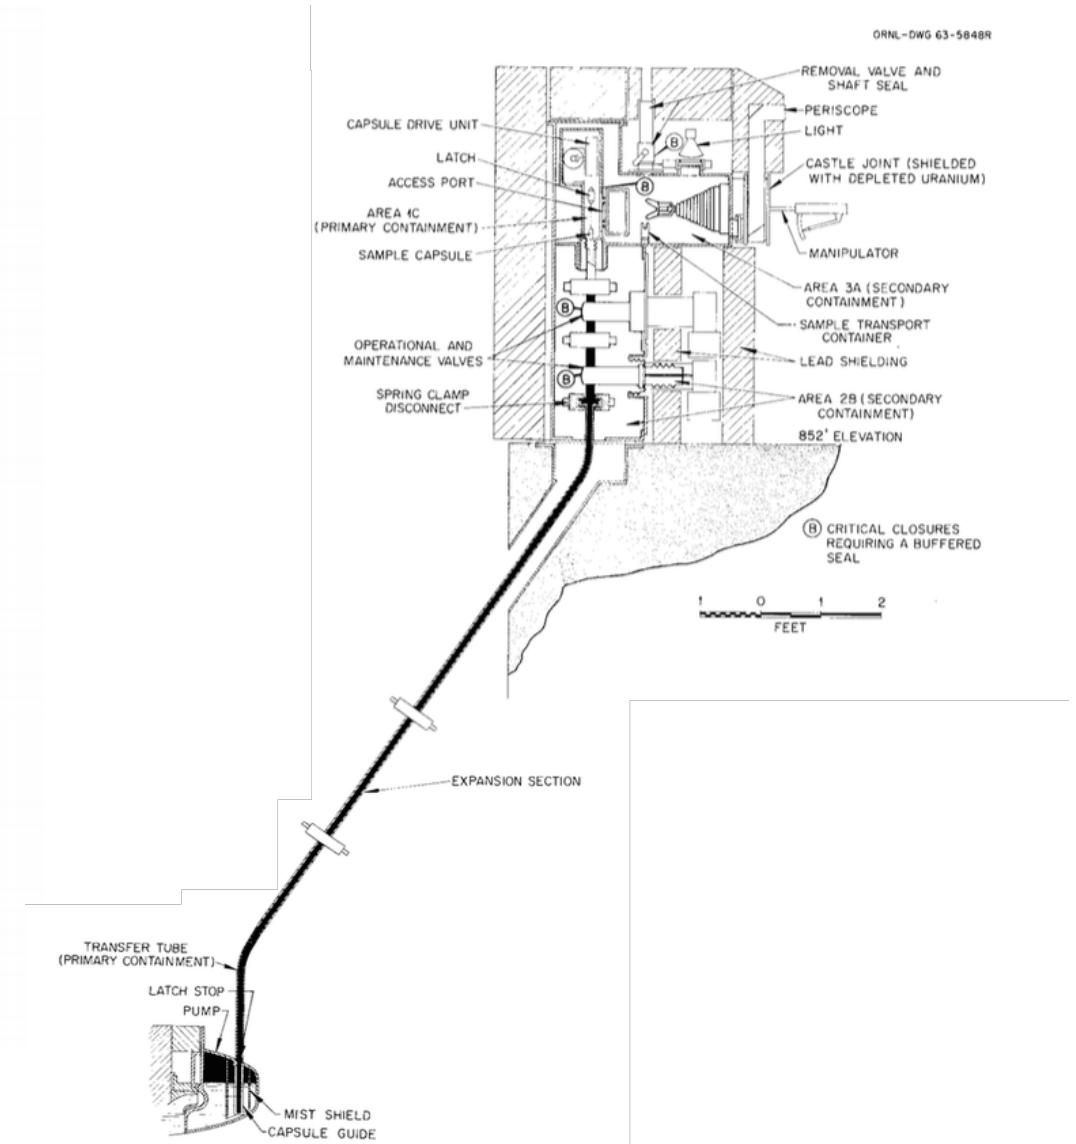 ORNL-DWG 63-5848R
REMOVAL VALVE AND
SHAFT SEAL
PERISCOPE
LIGHT
CASTLE JOINT (SHIELDED
WITH DEPLETED URANIUM)
MANIPULATOR
AREA 3A (SECONDARY
CONTAINMENT)
SAMPLE TRANSPORT
CONTAINER
LEAD SHIELDING
AREA 2B (SECONDARY
CONTAINMENT)
852' ELEVATION
CAPSULE DRIVE UNIT
LATCH
ACCESS PORT
AREA 1C
(PRIMARY CONTAINMENT)
SAMPLE CAPSULE
OPERATIONAL AND
MAINTENANCE VALVES
SPRING CLAMP
DISCONNECT
B
B
B
B
B CRITICAL CLOSURES
REQUIRING A BUFFERED
SEAL
1 0 1 2
FEET
EXPANSION SECTION
TRANSFER TUBE
(PRIMARY CONTAINMENT)
LATCH STOP
PUMP
MIST SHIELD
CAPSULE GUIDE